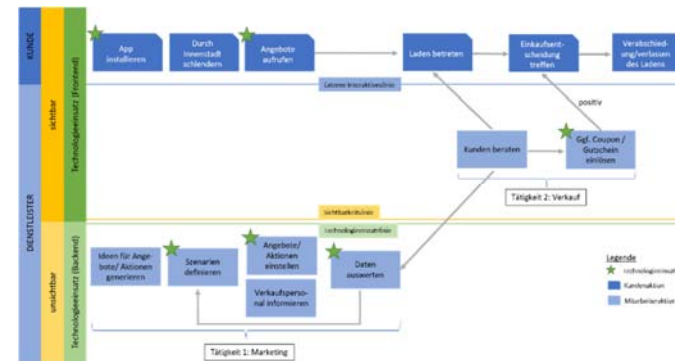 KUNDE
DIENSTLEISTER
sichtbar
unsichtbar
Technologieeinsatz (Frontend)
Technologieeinsatz (Backend)
App
installieren
Durch
Innenstadt
schlendern
Angebote
aufrufen
Laden betreten
Einkaufsent-
scheidung
treffen
Verabschied-
ung/verlassen
des Ladens
positiv
Kunden beraten
Ggf. Coupon /
Gutschein
einlösen
Tätigkeit 2: Verkauf
Sichtbarkeitslinie
Ideen für Ange-
bote/ Aktionen
generieren
Szenarien
definieren
Angebote/
Aktionen
einstellen
Verkaufsperso-
nal informieren
Daten
auswerten
Tätigkeit 1: Marketing
Legende
Technologieeinsatz
Kundenaktion
Mitarbeiteraktion